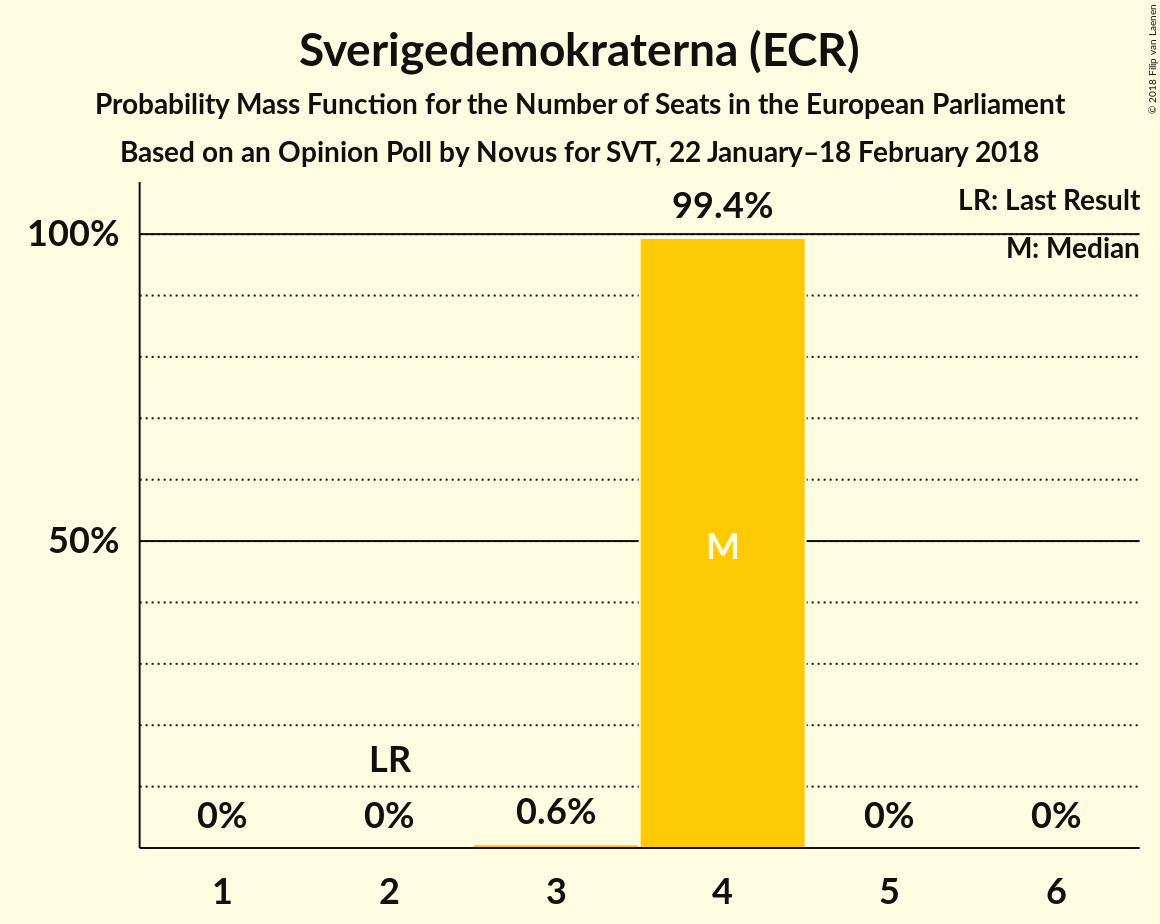 Sverigedemokraterna (ECR)
Probability Mass Function for the Number of Seats in the European Parliament
Based on an Opinion Poll by Novus for SVT, 22 January–18 February 2018
© 2018 Filip van Laenen
99.4%
LR: Last Result
100%
M: Median
50%
M
LR
0%
0%
0.6%
0%
0%
1
2
3
4
5
6